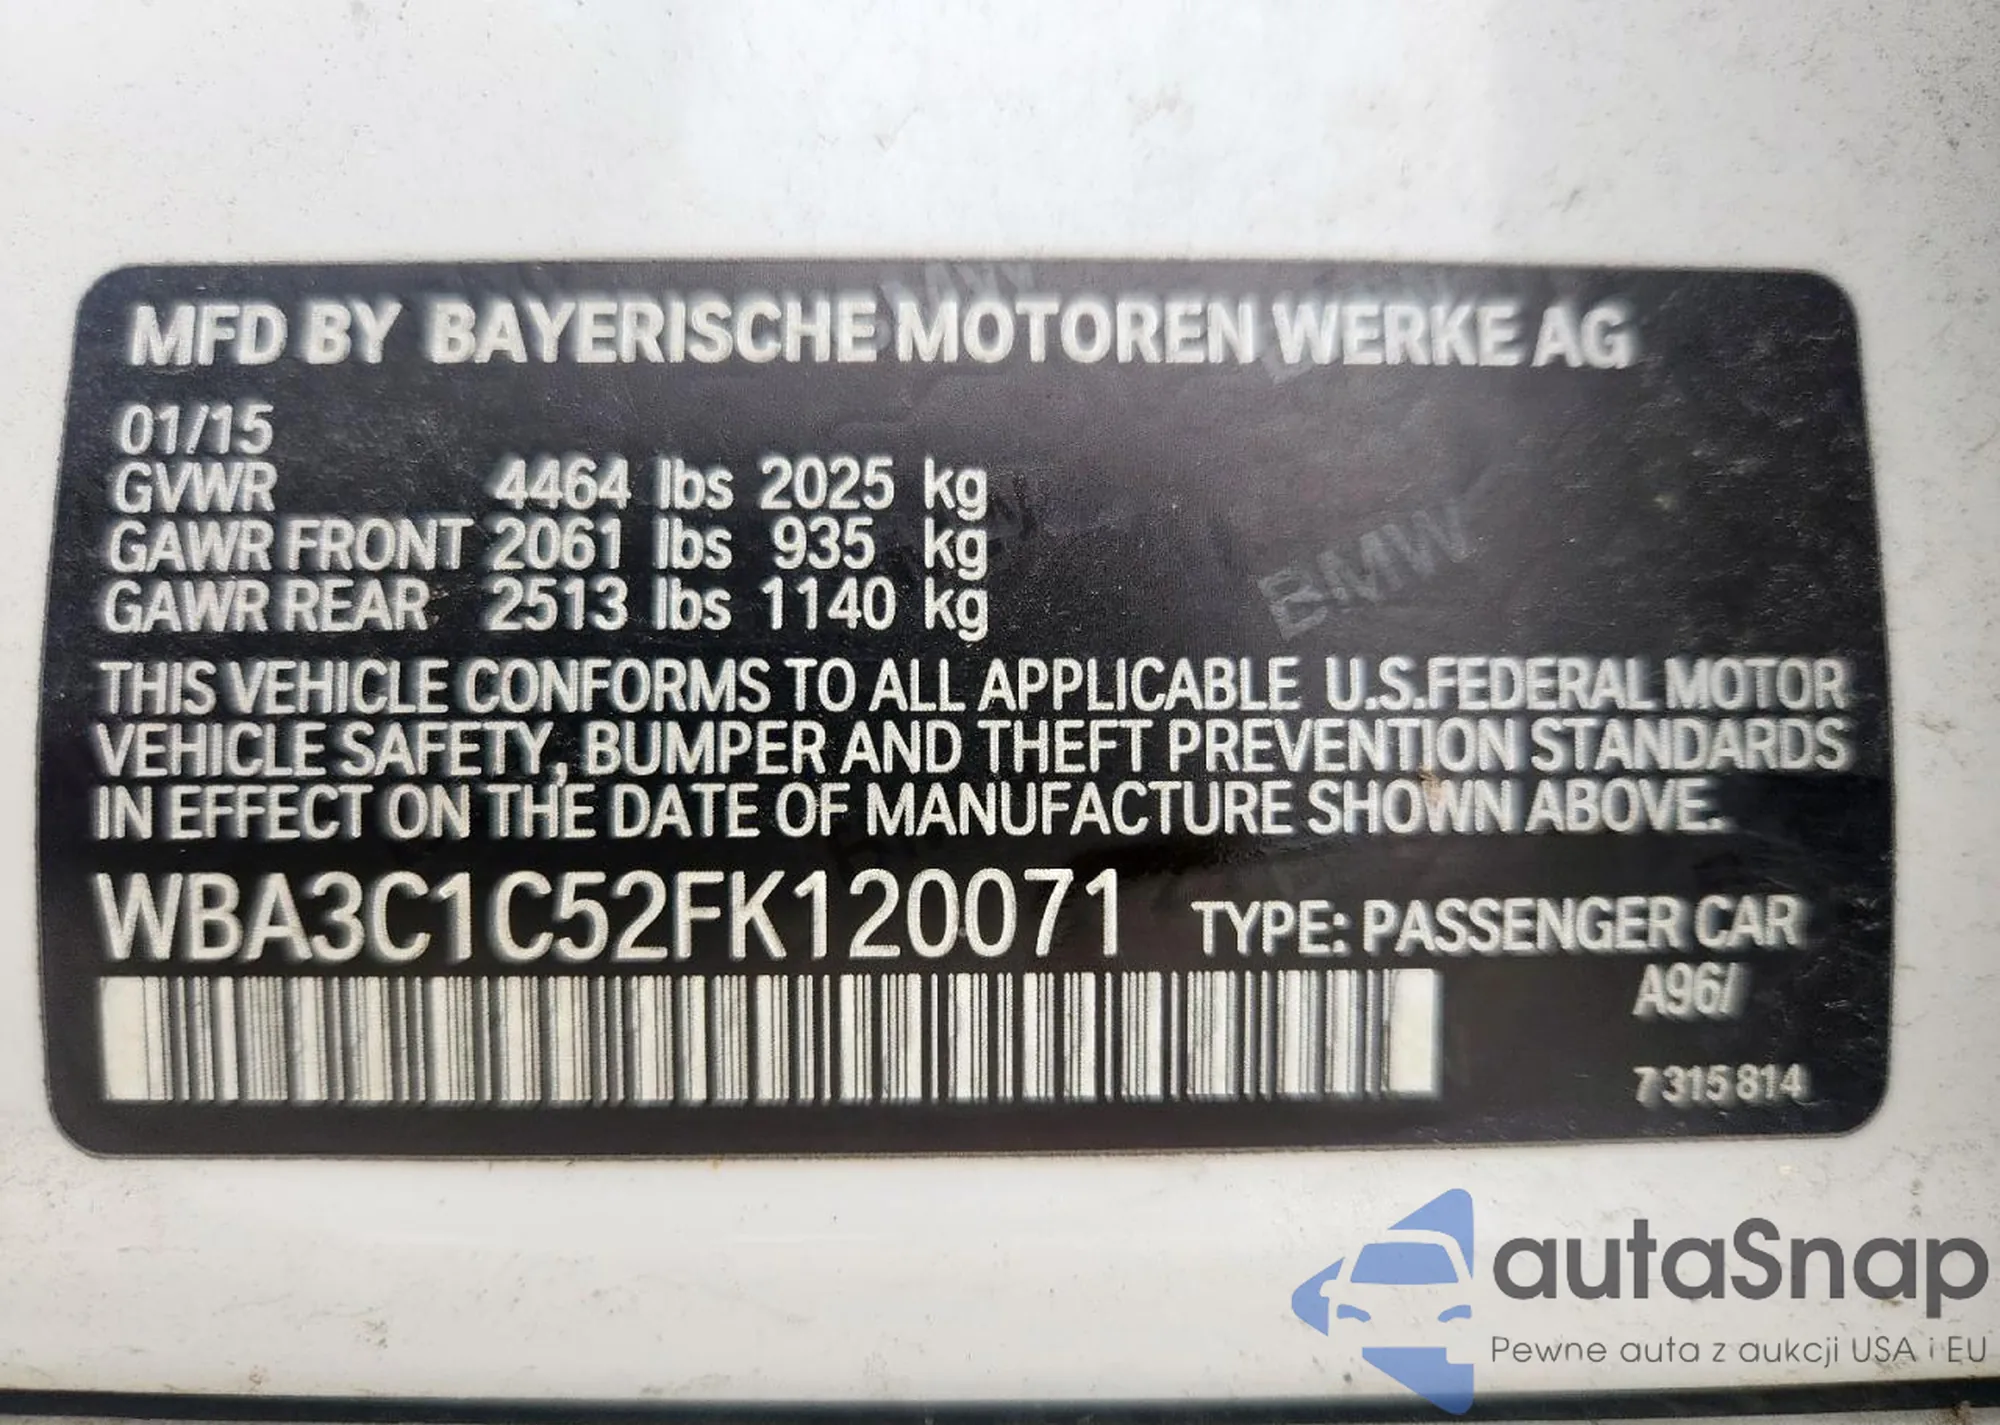 MFD BY BAYERISCHE MOTOREN WERKE AG
01/15
GVWR 4464 lbs 2025 kg
GAWR FRONT 2061 lbs 935 kg
GAWR REAR 2513 lbs 1140 kg
THIS VEHICLE CONFORMS TO ALL APPLICABLE U.S.FEDERAL MOTOR
VEHICLE SAFETY, BUMPER AND THEFT PREVENTION STANDARDS
IN EFFECT ON THE DATE OF MANUFACTURE SHOWN ABOVE.
WBA3C1C52FK120071 TYPE: PASSENGER CAR
A96/
7315814
BMW
autaSnap
Pewne auta z aukcji USA i EU